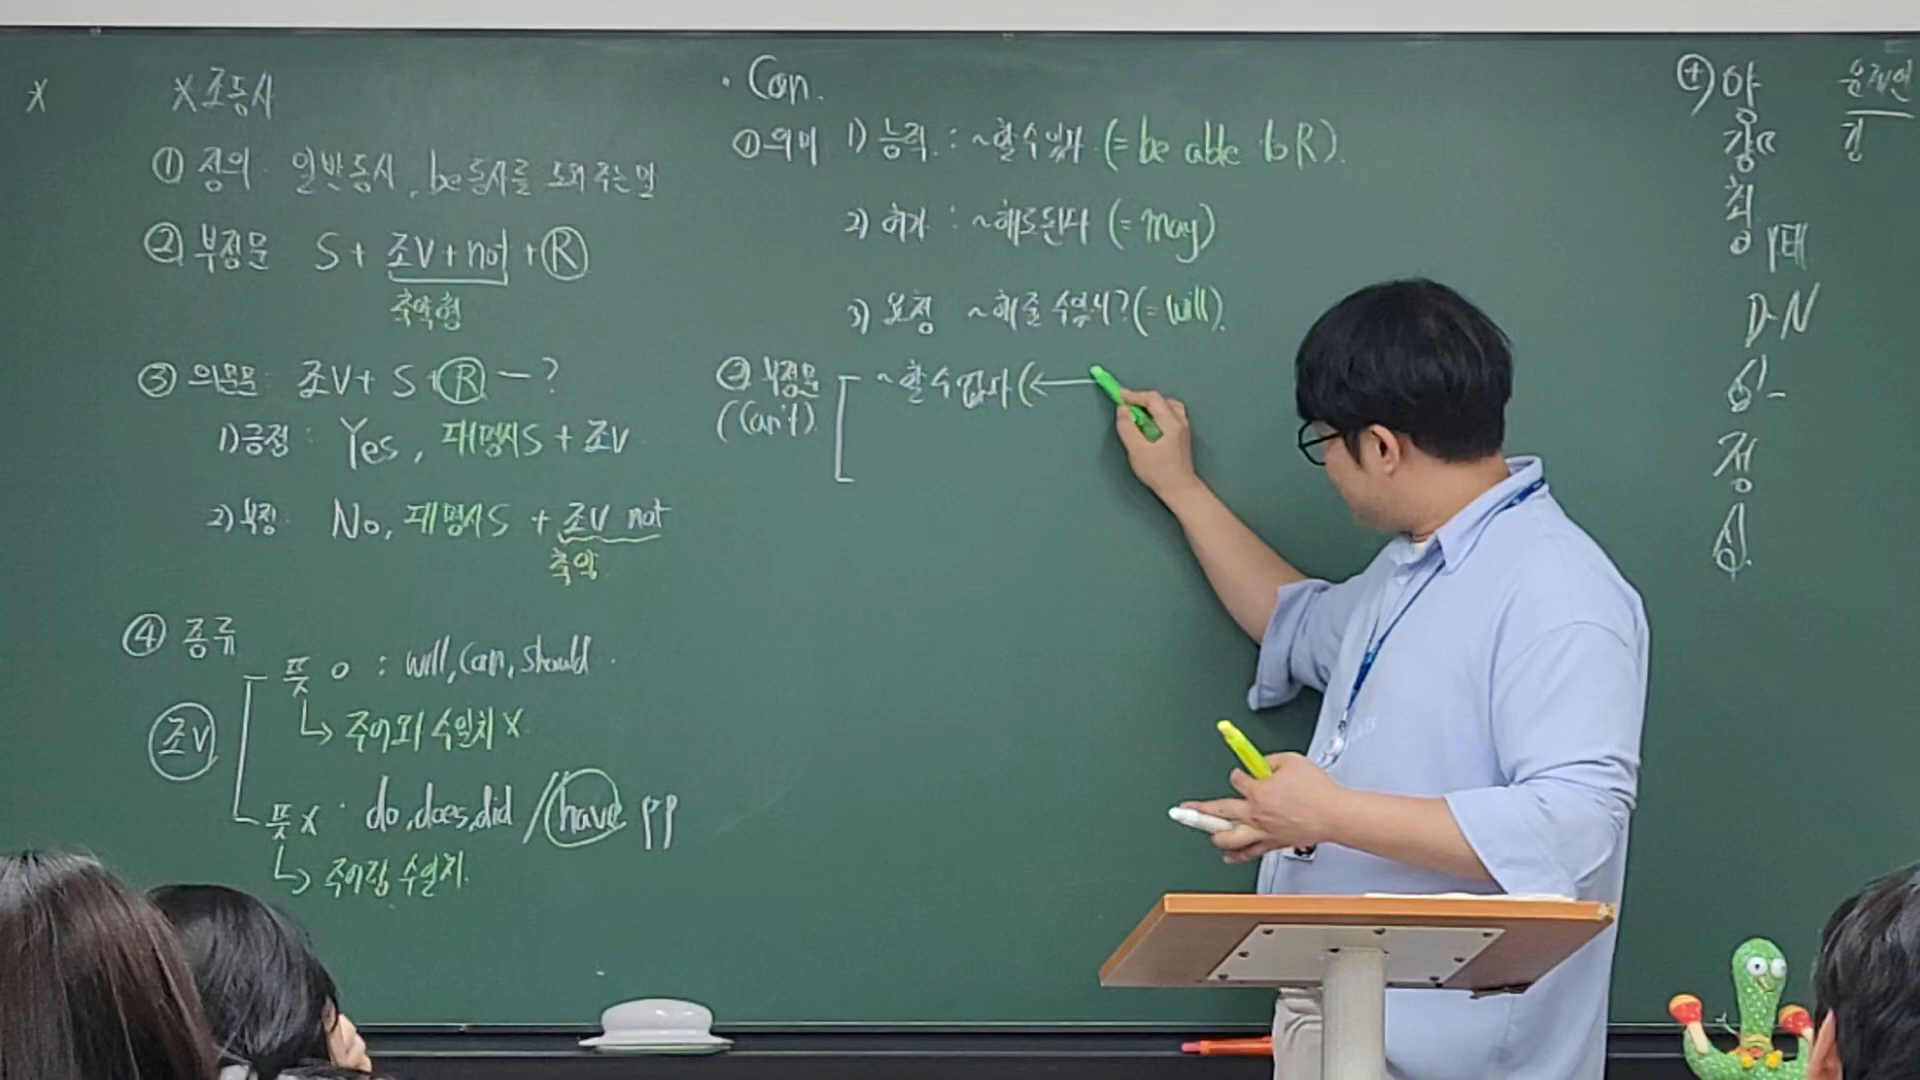 X
X 조동사
① 정의 일반동사, be동사를 도와주는 말
② 부정문 S + 조V + not + R
축약형
③ 의문문 조V + S + R ㅡ ?
1) 긍정 : Yes, 대명사S + 조V
2) 부정 No, 대명사S + 조V not
축약
④ 종류
조V
뜻 O : will, can, should
↳ 주어와 수일치 X
뜻 X : do, does, did / have pp
↳ 주어랑 수일치.
· Can.
① 의미 1) 능력 : ~할 수 있다 (= be able to R).
2) 허가 : ~해도 된다 (= may)
3) 요청 ~해줄 수 있니? (= will).
② 부정문 ~할 수 없다 (←
(can't)
④
최
D-N
정